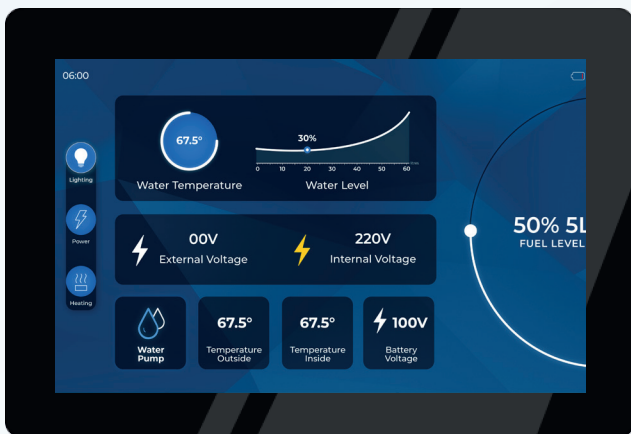 06:00
Lighting
Power
Heating
67.5°
Water Temperature
30%
0 10 20 30 40 50 60
Water Level
00V
External Voltage
220V
Internal Voltage
Water
Pump
67.5°
Temperature
Outside
67.5°
Temperature
Inside
100V
Battery
Voltage
50% 5L
FUEL LEVEL